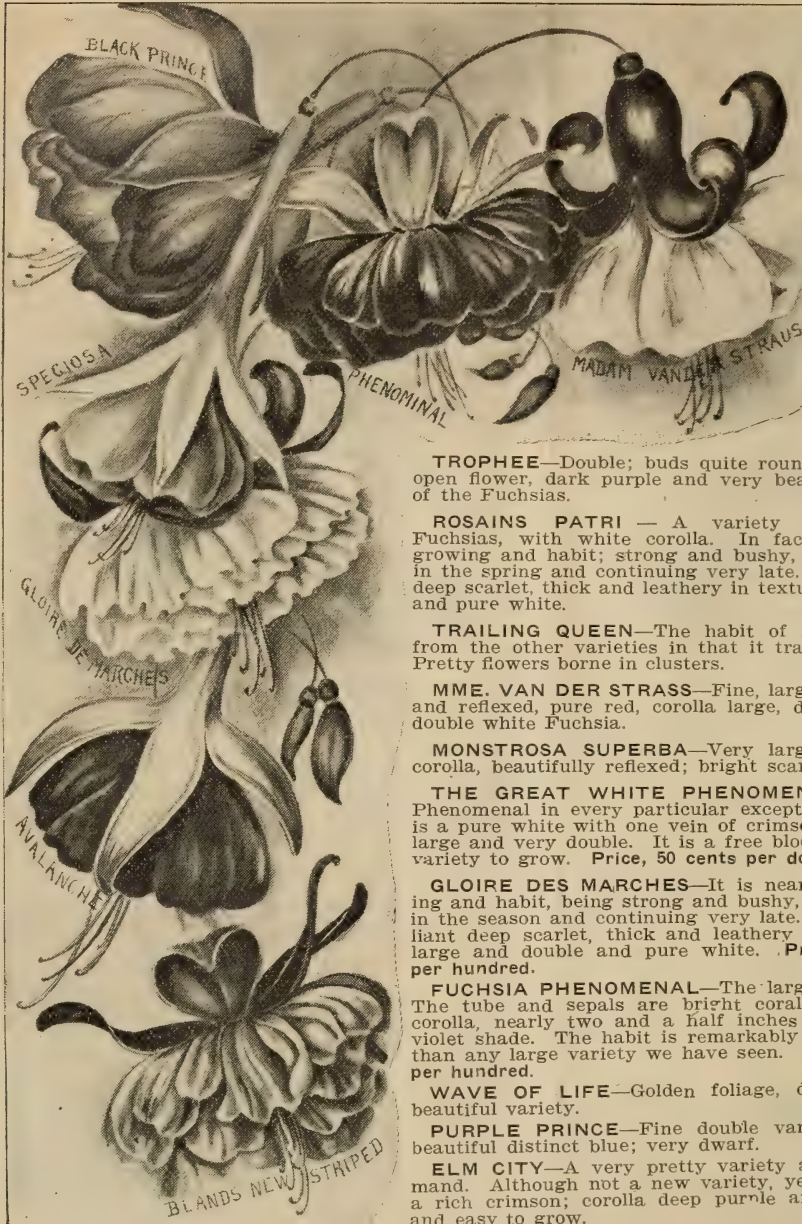 BLACK PRINCE
SPECIOSA
PHENOMINAL
MADAM VANDER STRAUS
GLOIRE DE MARCHEIS
AVALANCHE
BLANDS NEW STRIPED
TROPHEE—Double; buds quite roun
open flower, dark purple and very bea
of the Fuchsias.
ROSAINS PATRI — A variety
Fuchsias, with white corolla. In fac
growing and habit; strong and bushy,
in the spring and continuing very late.
deep scarlet, thick and leathery in textu
and pure white.
TRAILING QUEEN—The habit of
from the other varieties in that it tra
Pretty flowers borne in clusters.
MME. VAN DER STRASS—Fine, larg
and reflexed, pure red, corolla large, d
double white Fuchsia.
MONSTROSA SUPERBA—Very larg
corolla, beautifully reflexed; bright scar
THE GREAT WHITE PHENOMEN
Phenomenal in every particular except
is a pure white with one vein of crimso
large and very double. It is a free bloo
variety to grow. Price, 50 cents per do
GLOIRE DES MARCHES—It is near
ing and habit, being strong and bushy,
in the season and continuing very late.
liant deep scarlet, thick and leathery
large and double and pure white. Pr
per hundred.
FUCHSIA PHENOMENAL—The larg
The tube and sepals are bright coral
corolla, nearly two and a half inches
violet shade. The habit is remarkably
than any large variety we have seen.
per hundred.
WAVE OF LIFE—Golden foliage, c
beautiful variety.
PURPLE PRINCE—Fine double var
beautiful distinct blue; very dwarf.
ELM CITY—A very pretty variety a
mand. Although not a new variety, ye
a rich crimson; corolla deep purple a
and easy to grow.